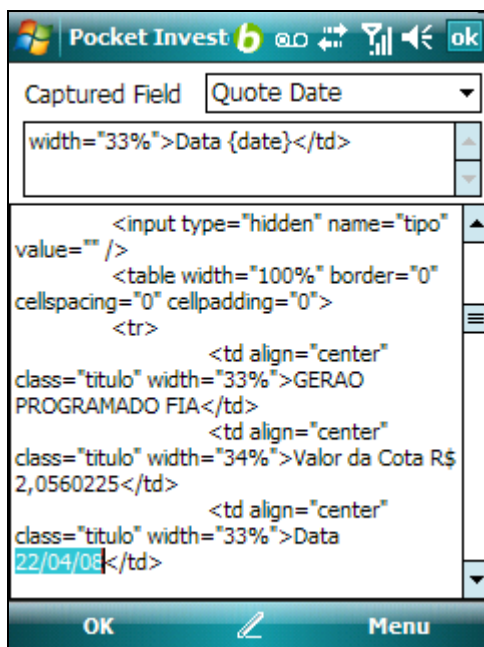 Pocket Invest ok
Captured Field Quote Date
width="33%">Data {date}</td>
<input type="hidden" name="tipo"
value="" />
<table width="100%" border="0"
cellspacing="0" cellpadding="0">
<tr>
<td align="center"
class="titulo" width="33%">GERAO
PROGRAMADO FIA</td>
<td align="center"
class="titulo" width="34%">Valor da Cota R$
2,0560225</td>
<td align="center"
class="titulo" width="33%">Data
22/04/08</td>
OK Menu